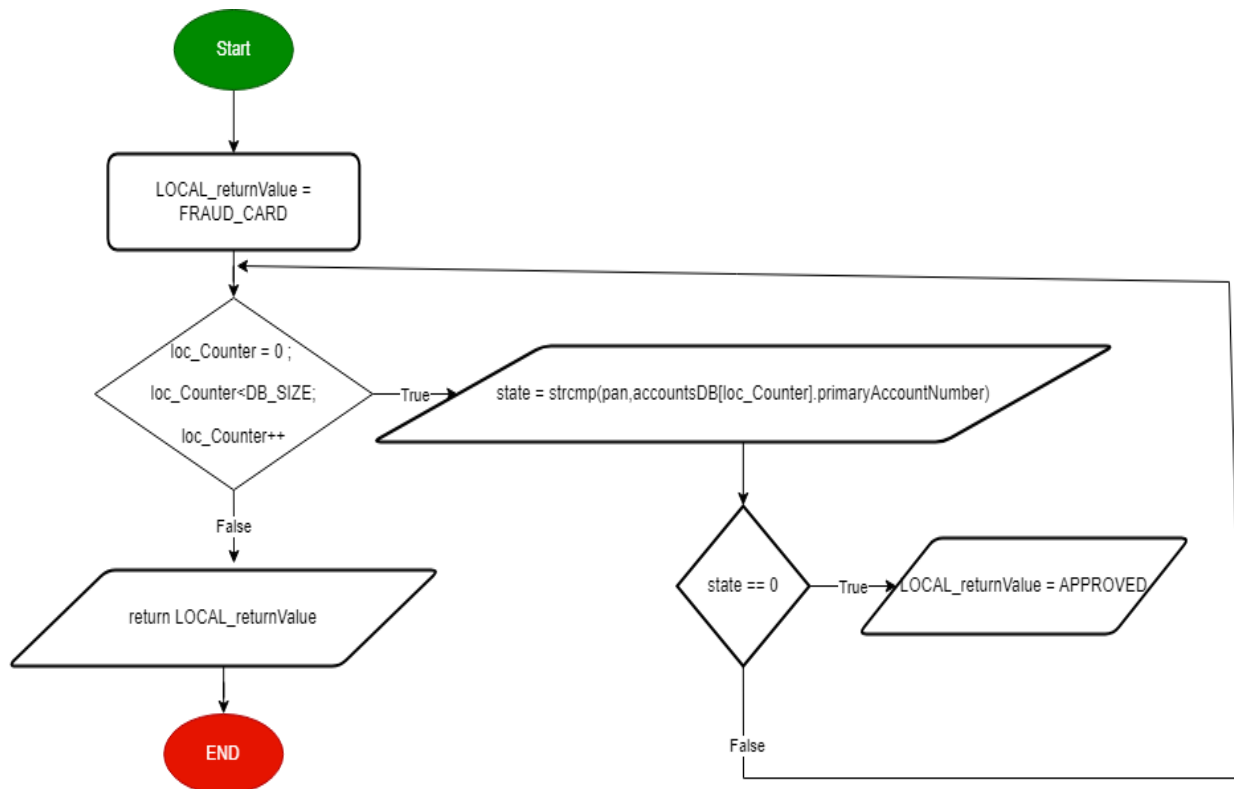 Start
LOCAL_returnValue =
FRAUD_CARD
loc_Counter = 0 ;
loc_Counter<DB_SIZE;
loc_Counter++
True
state = strcmp(pan,accountsDB[loc_Counter].primaryAccountNumber)
False
state == 0
True
LOCAL_returnValue = APPROVED
return LOCAL_returnValue
False
END